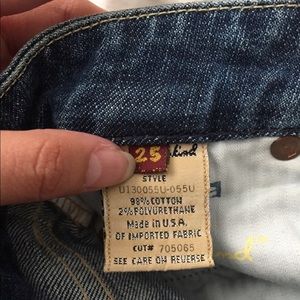 25
kind
STYLE
U130055U-055U
98% COTTON
2% POLYURETHANE
Made in U.S.A.
OF IMPORTED FABRIC
CUT# 705065
SEE CARE ON REVERSE